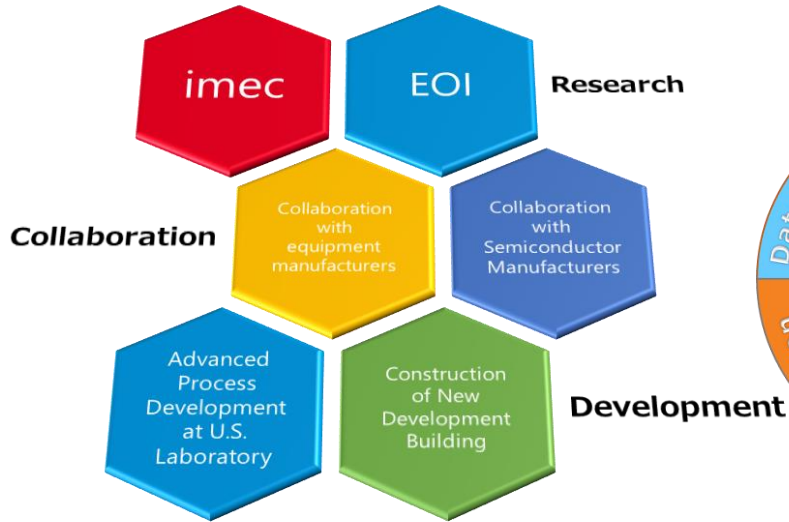 imec
EOI
Research
Collaboration
Collaboration
with
equipment
manufacturers
Collaboration
with
Semiconductor
Manufacturers
Advanced
Process
Development
at U.S.
Laboratory
Construction
of New
Development
Building
Development